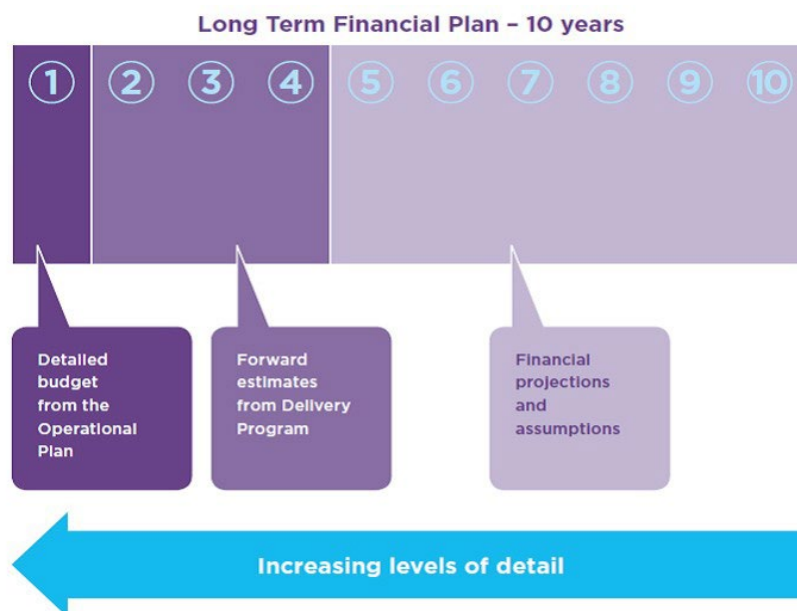 Long Term Financial Plan – 10 years
1 2 3 4 5 6 7 8 9 10
Detailed
budget
from the
Operational
Plan
Forward
estimates
from Delivery
Program
Financial
projections
and
assumptions
Increasing levels of detail